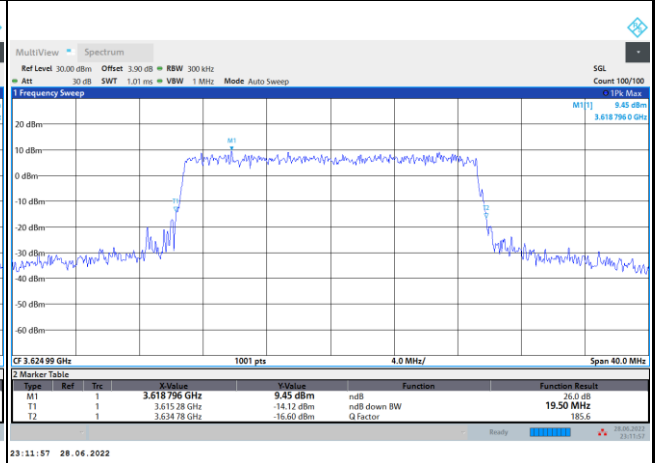 MultiView Spectrum
Ref Level 30.00 dBm Offset 3.90 dB RBW 300 kHz SGL
Att 30 dB SWT 1.01 ms VBW 1 MHz Mode Auto Sweep Count 100/100
1 Frequency Sweep 1Pk Max
M1[1] 9.45 dBm
3.618 796 0 GHz
20 dBm
M1
10 dBm
0 dBm
-10 dBm
T1
T2
-20 dBm
-30 dBm
-40 dBm
-50 dBm
-60 dBm
CF 3.624 99 GHz 1001 pts 4.0 MHz/ Span 40.0 MHz
2 Marker Table
Type Ref Trc X-Value Y-Value Function Function Result
M1 1 3.618 796 GHz 9.45 dBm ndB 26.0 dB
T1 1 3.615 28 GHz -14.12 dBm ndB down BW 19.50 MHz
T2 1 3.634 78 GHz -16.60 dBm Q Factor 185.6
Ready 28.06.2022
23:11:57
23:11:57 28.06.2022